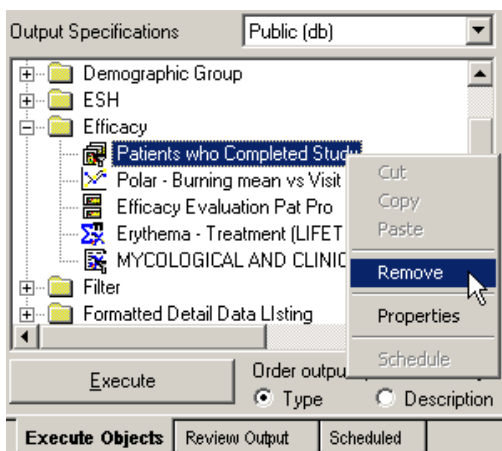 Output Specifications Public (db)
Demographic Group
ESH
Efficacy
Patients who Completed Study
Polar - Burning mean vs Visit
Efficacy Evaluation Pat Pro
Erythema - Treatment (LIFET
MYCOLOGICAL AND CLINIC
Filter
Formatted Detail Data LIsting
Cut
Copy
Paste
Remove
Properties
Schedule
Execute
Order
Type Description
Execute Objects Review Output Scheduled